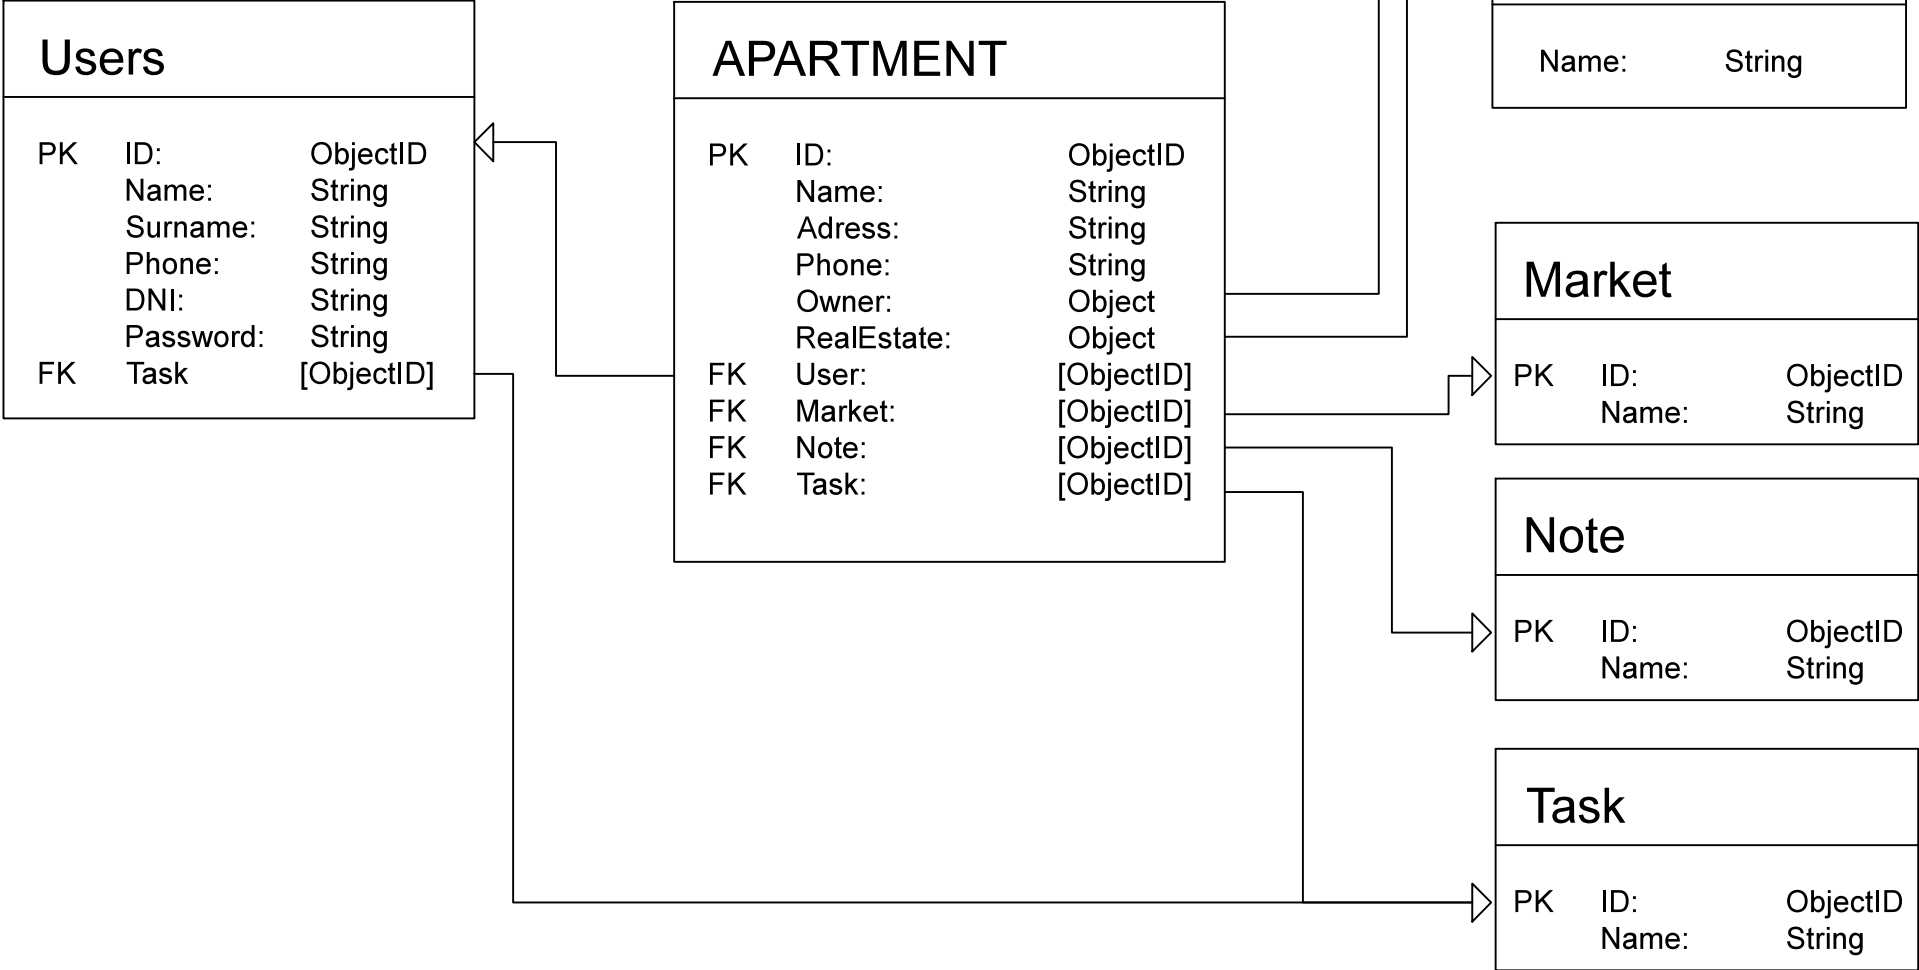 Users
PK ID: ObjectID
Name: String
Surname: String
Phone: String
DNI: String
Password: String
FK Task [ObjectID]
APARTMENT
PK ID: ObjectID
Name: String
Adress: String
Phone: String
Owner: Object
RealEstate: Object
FK User: [ObjectID]
FK Market: [ObjectID]
FK Note: [ObjectID]
FK Task: [ObjectID]
Name: String
Market
PK ID: ObjectID
Name: String
Note
PK ID: ObjectID
Name: String
Task
PK ID: ObjectID
Name: String